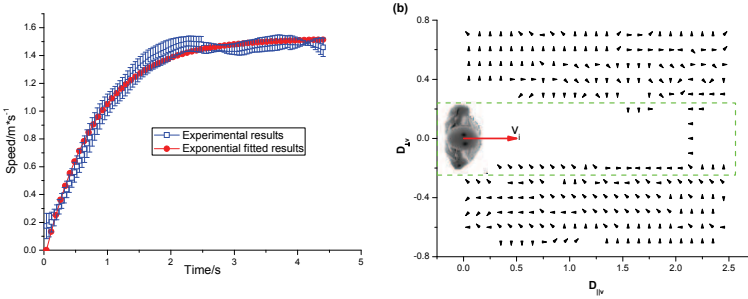 (b)
1.6
1.4
1.2
1.0
0.8
0.6
0.4
0.2
0.0
Speed/m*s⁻¹
Experimental results
Exponential fitted results
0 1 2 3 4 5
Time/s
0.8
0.4
0.0
-0.4
-0.8
D⊥v
Vi
0.0 0.5 1.0 1.5 2.0 2.5
D||v